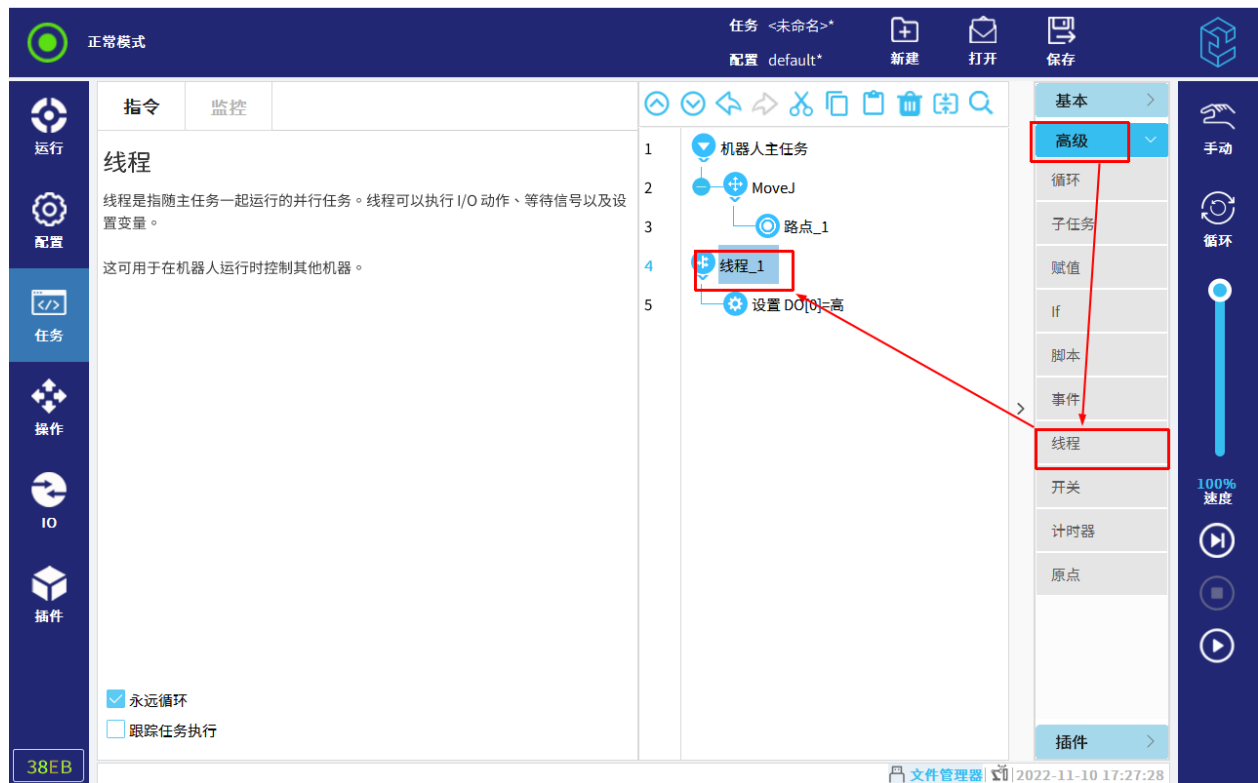 正常模式
任务 <未命名>*
配置 default*
新建
打开
保存
运行
配置
任务
操作
IO
插件
38EB
指令
监控
线程
线程是指随主任务一起运行的并行任务。线程可以执行 I/O 动作、等待信号以及设
置变量。
这可用于在机器人运行时控制其他机器。
永远循环
跟踪任务执行
1 机器人主任务
2 MoveJ
3 路点_1
4 线程_1
5 设置 DO[0]=高
基本
高级
循环
子任务
赋值
If
脚本
事件
线程
开关
计时器
原点
插件
手动
循环
100%
速度
文件管理器
2022-11-10 17:27:28